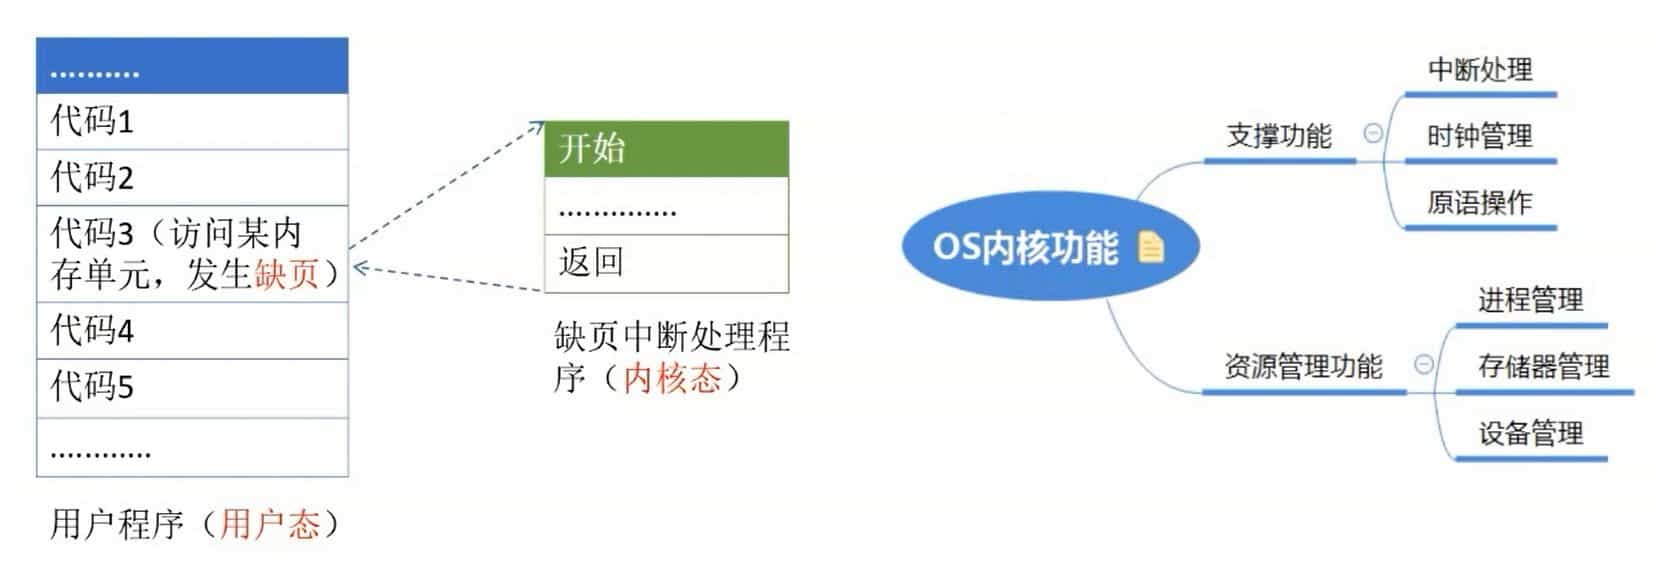 ..........
代码1
代码2
代码3（访问某内
存单元，发生缺页）
代码4
代码5
............
用户程序（用户态）
开始
..............
返回
缺页中断处理程
序（内核态）
OS内核功能
支撑功能
中断处理
时钟管理
原语操作
资源管理功能
进程管理
存储器管理
设备管理